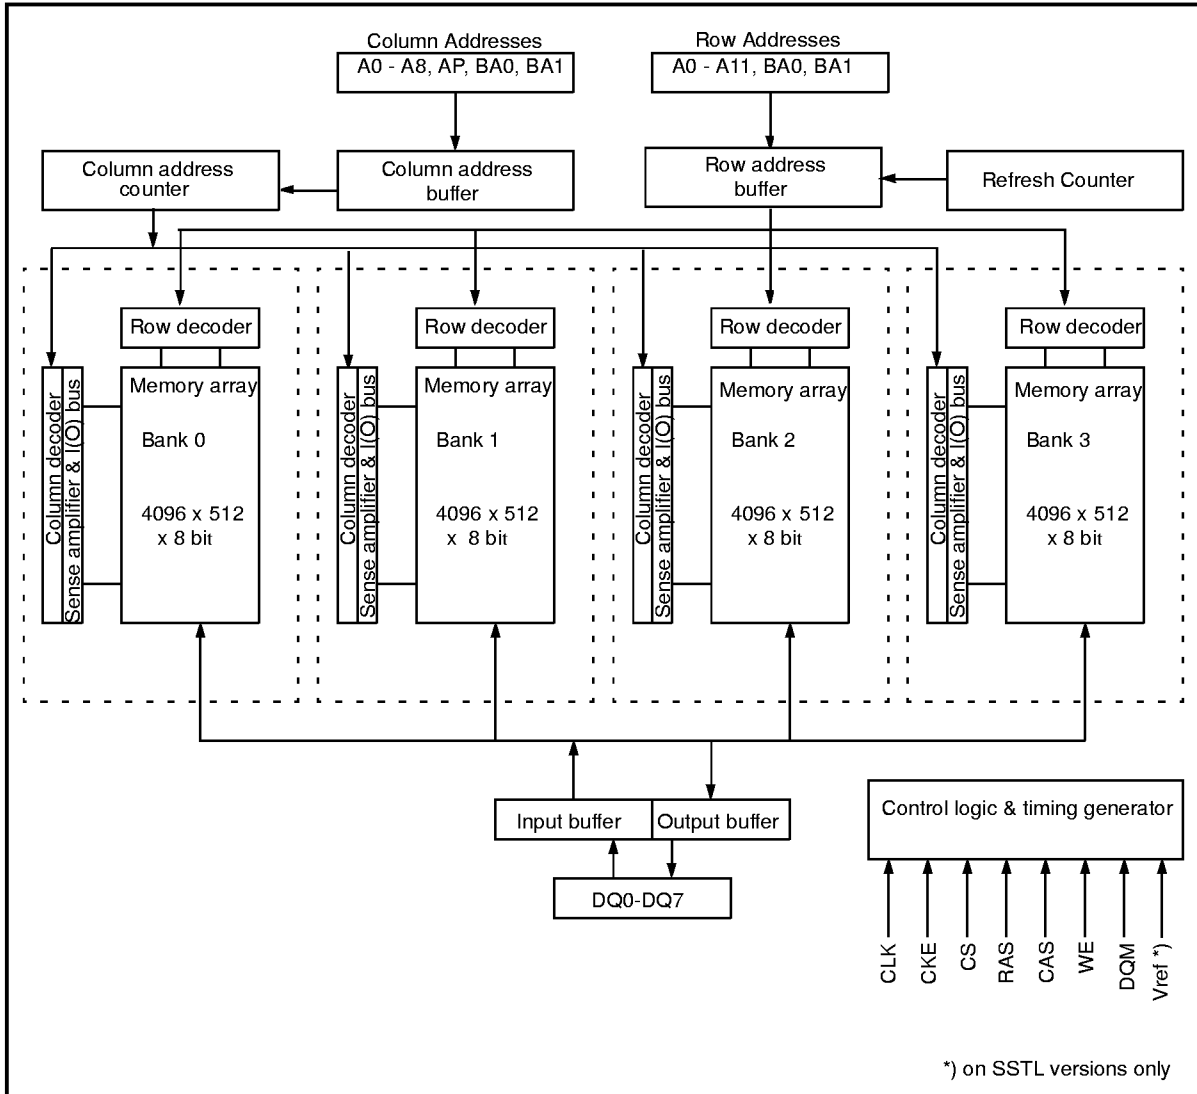 Column Addresses
A0 - A8, AP, BA0, BA1
Row Addresses
A0 - A11, BA0, BA1
Column address
counter
Column address
buffer
Row address
buffer
Refresh Counter
Row decoder
Row decoder
Row decoder
Row decoder
Column decoder
Sense amplifier & I(O) bus
Memory array
Bank 0
4096 x 512
x 8 bit
Column decoder
Sense amplifier & I(O) bus
Memory array
Bank 1
4096 x 512
x 8 bit
Column decoder
Sense amplifier & I(O) bus
Memory array
Bank 2
4096 x 512
x 8 bit
Column decoder
Sense amplifier & I(O) bus
Memory array
Bank 3
4096 x 512
x 8 bit
Input buffer
Output buffer
DQ0-DQ7
Control logic & timing generator
CLK
CKE
CS
RAS
CAS
WE
DQM
Vref *)
*) on SSTL versions only